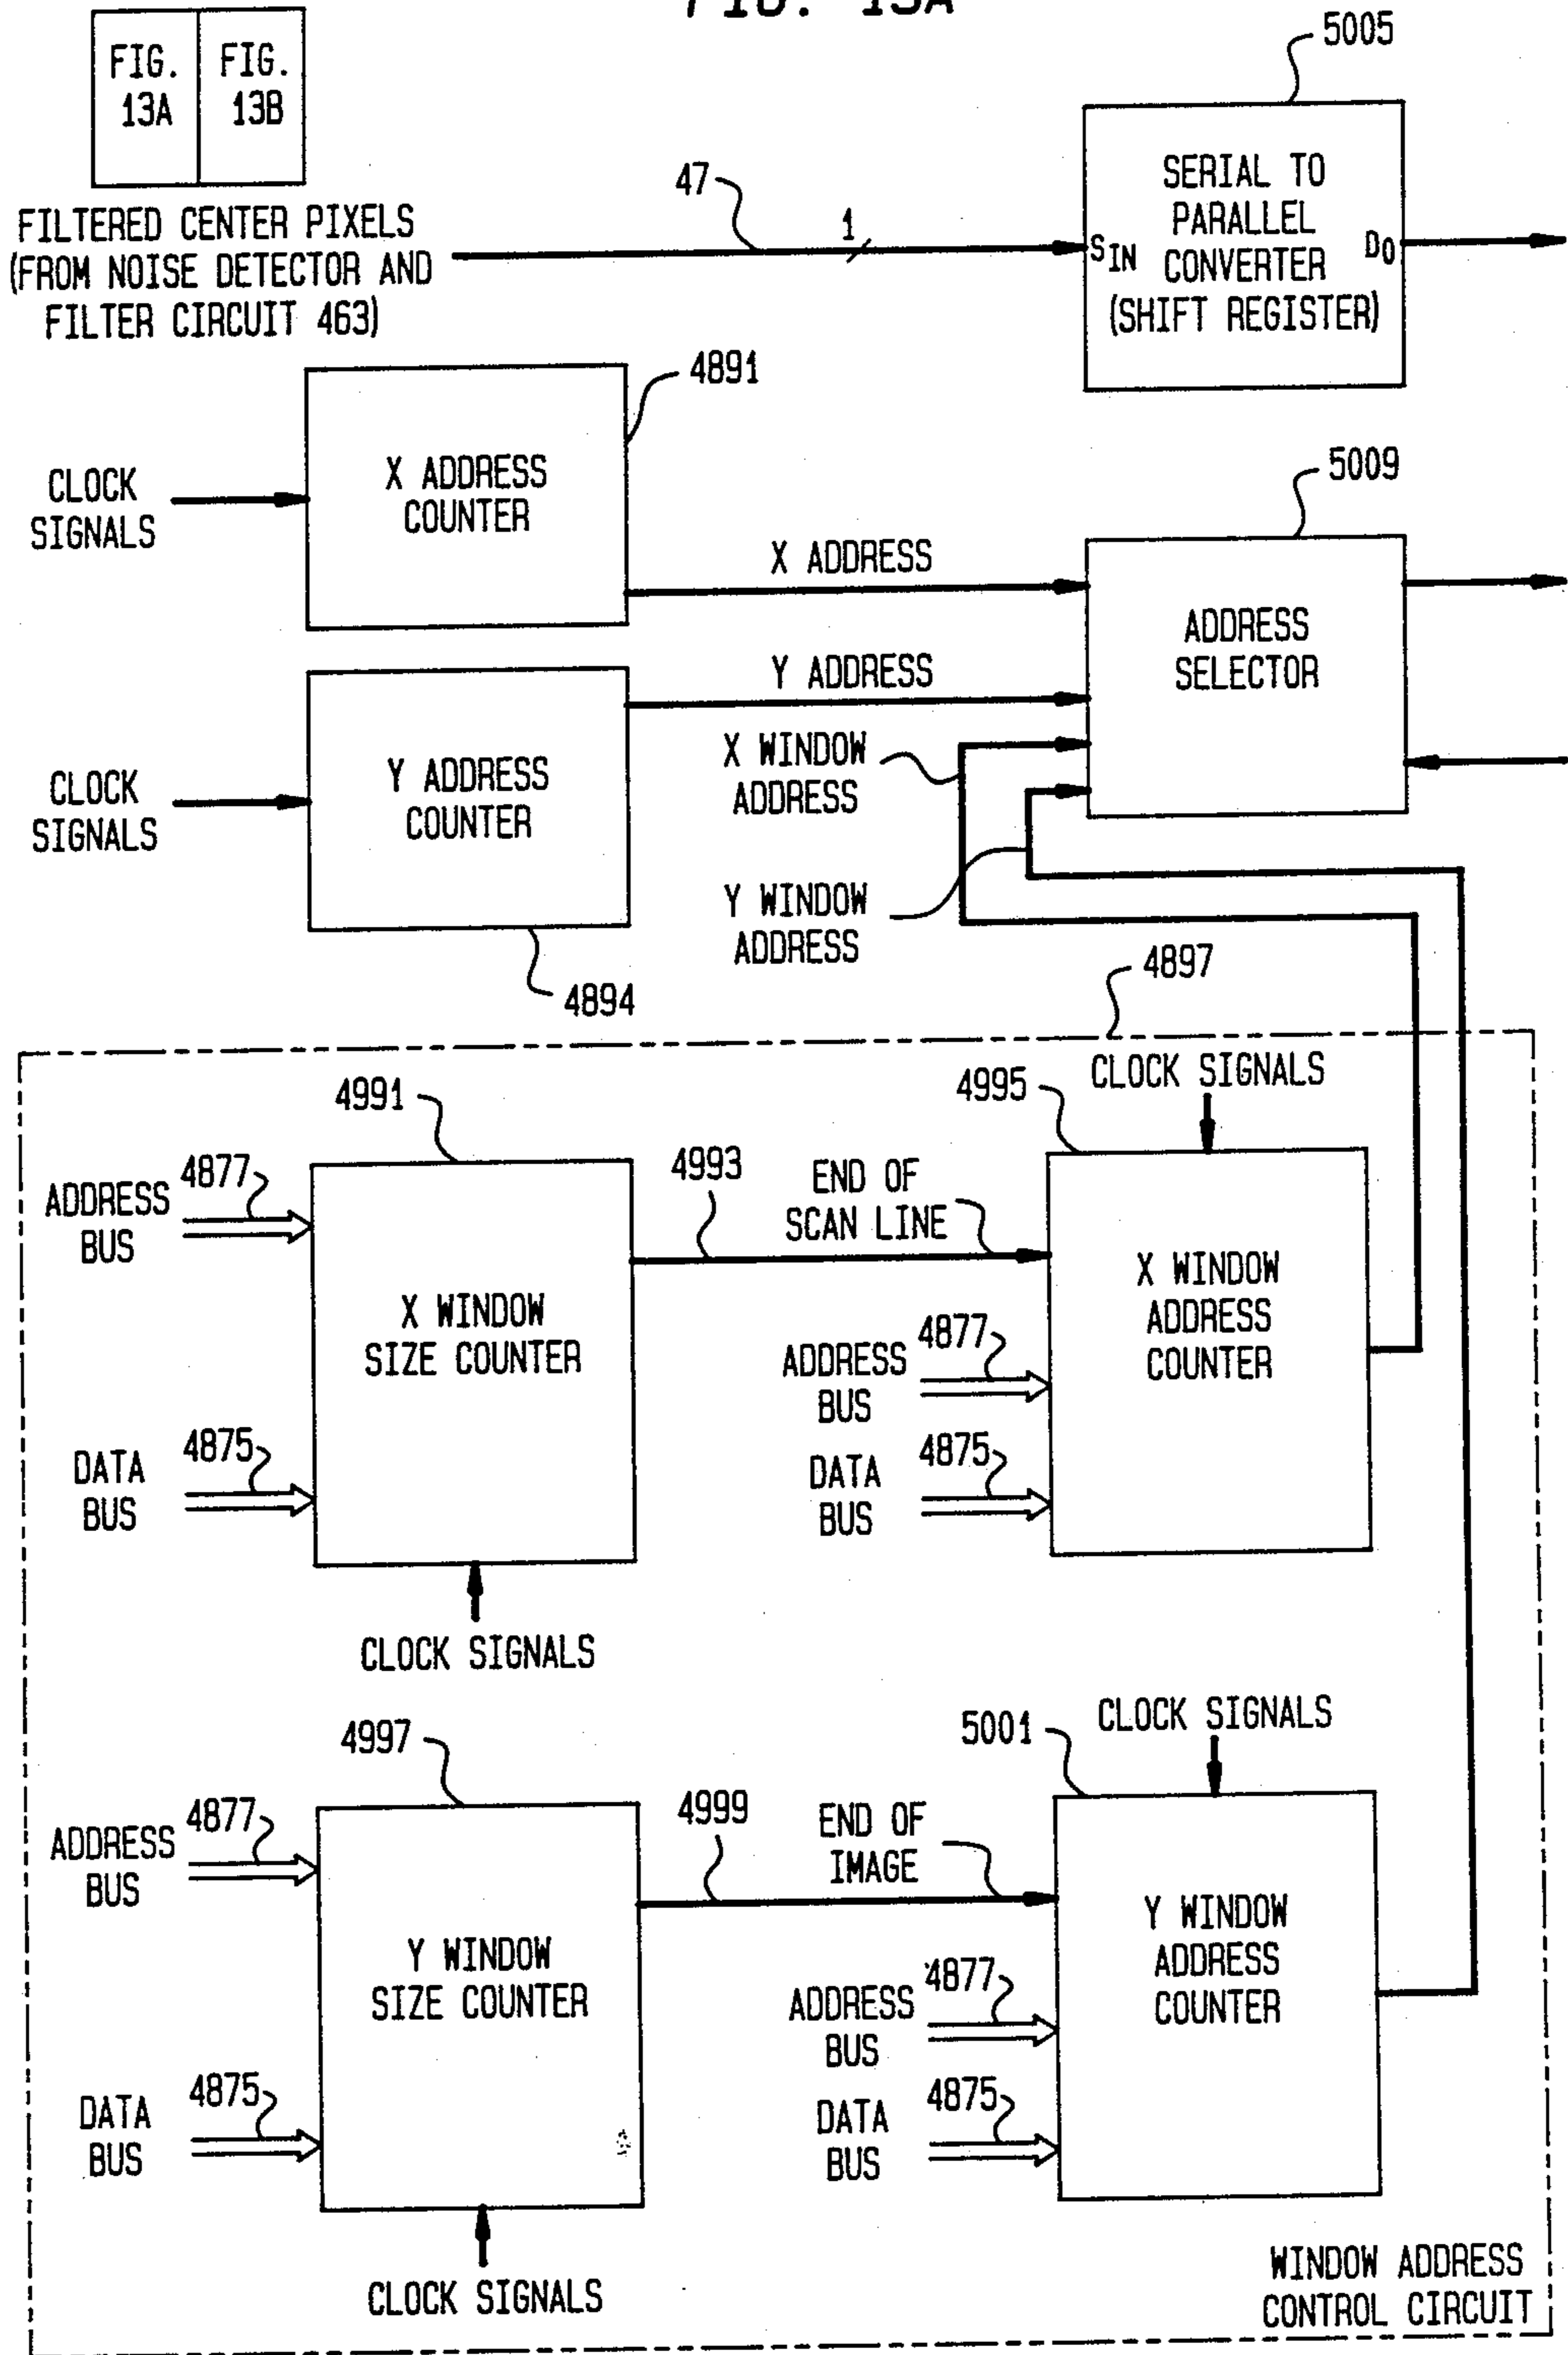 FIG. 13A
5005
FIG.
13A
FIG.
13B
SERIAL TO
PARALLEL
CONVERTER
(SHIFT REGISTER)
SIN
D0
47
1
FILTERED CENTER PIXELS
(FROM NOISE DETECTOR AND
FILTER CIRCUIT 463)
4891
CLOCK
SIGNALS
X ADDRESS
COUNTER
5009
X ADDRESS
ADDRESS
SELECTOR
Y ADDRESS
CLOCK
SIGNALS
Y ADDRESS
COUNTER
X WINDOW
ADDRESS
Y WINDOW
ADDRESS
4894
4897
4991
4995
CLOCK SIGNALS
ADDRESS
BUS
4877
4993
END OF
SCAN LINE
X WINDOW
SIZE COUNTER
X WINDOW
ADDRESS
COUNTER
ADDRESS
BUS
4877
DATA
BUS
4875
DATA
BUS
4875
CLOCK SIGNALS
4997
5001
CLOCK SIGNALS
ADDRESS
BUS
4877
4999
END OF
IMAGE
Y WINDOW
SIZE COUNTER
Y WINDOW
ADDRESS
COUNTER
ADDRESS
BUS
4877
DATA
BUS
4875
DATA
BUS
4875
CLOCK SIGNALS
WINDOW ADDRESS
CONTROL CIRCUIT